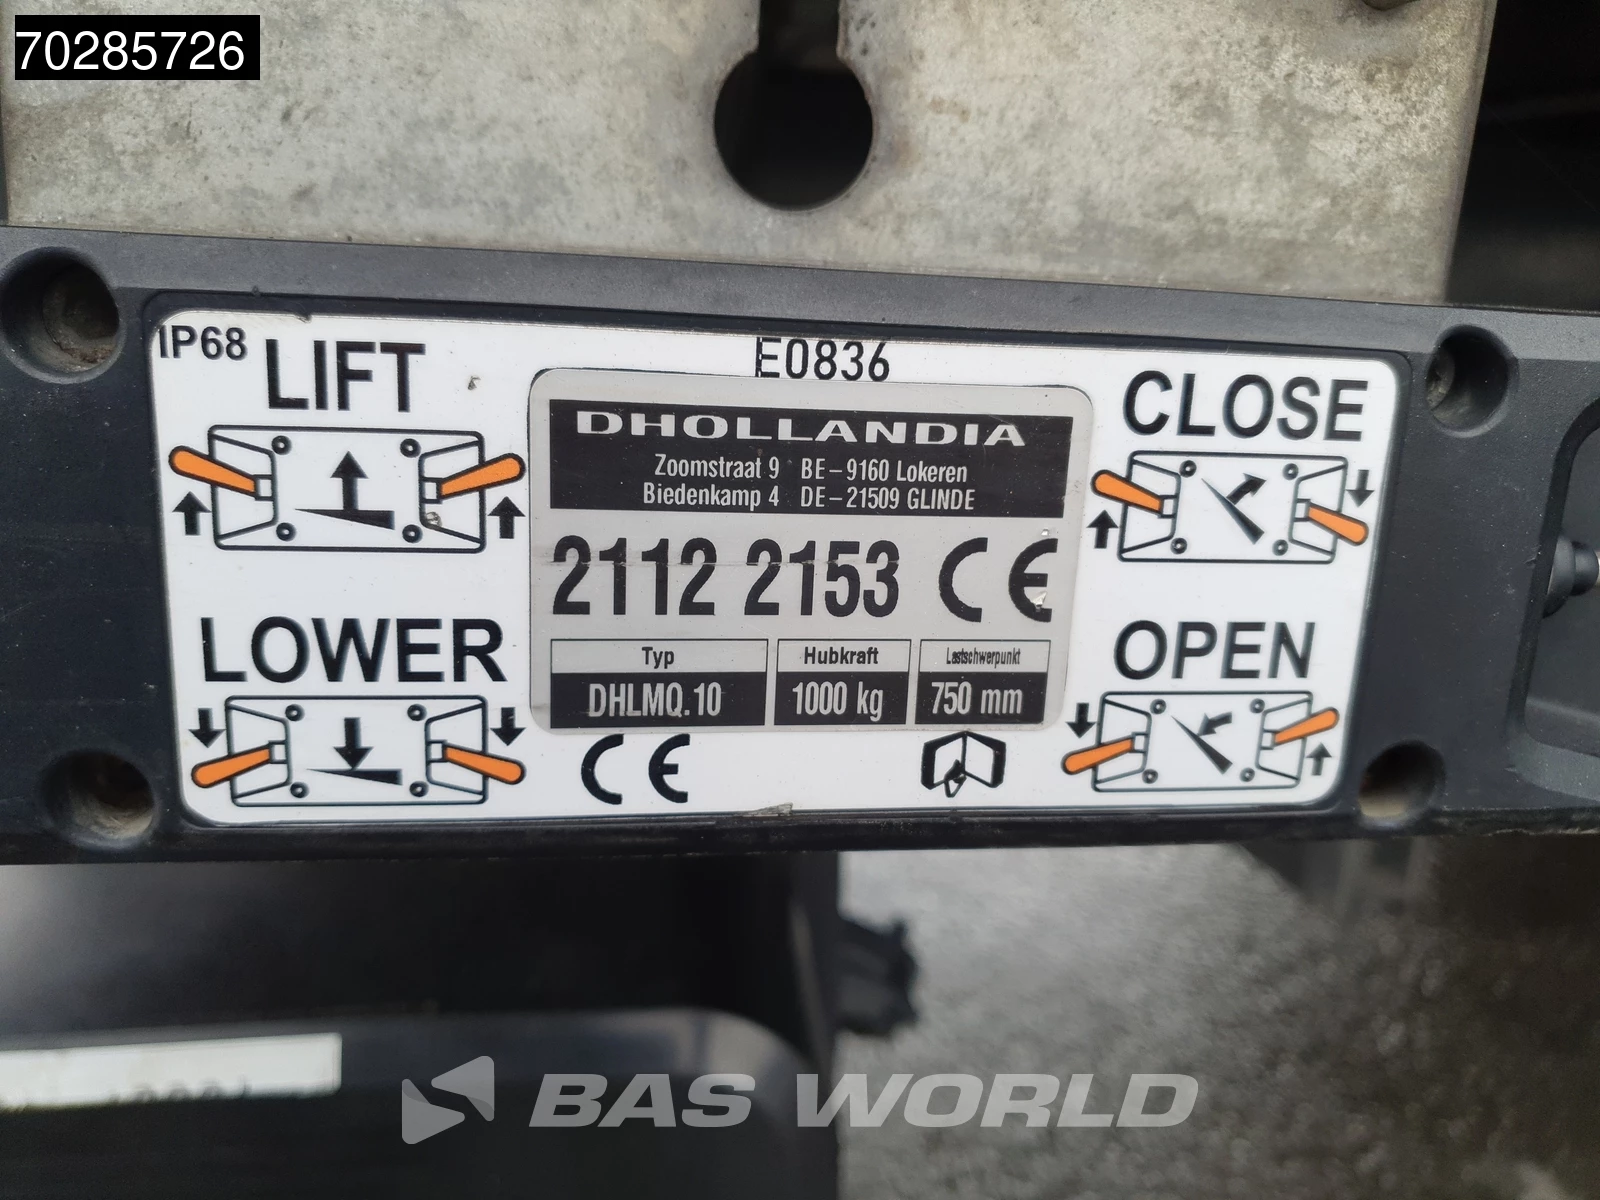 70285726
IP68
LIFT
E0836
CLOSE
DHOLLANDIA
Zoomstraat 9 BE-9160 Lokeren
Biedenkamp 4 DE-21509 GLINDE
2112 2153 CE
LOWER
OPEN
Typ Hubkraft Lastschwerpunkt
DHLMQ.10 1000 kg 750 mm
CE
BAS WORLD